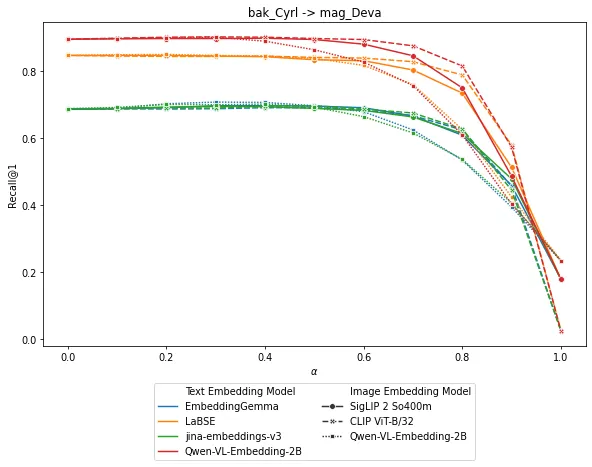 bak_Cyrl -> mag_Deva
Recall@1
0.8
0.6
0.4
0.2
0.0
0.0 0.2 0.4 0.6 0.8 1.0
α
Text Embedding Model
EmbeddingGemma
LaBSE
jina-embeddings-v3
Qwen-VL-Embedding-2B
Image Embedding Model
SigLIP 2 So400m
CLIP ViT-B/32
Qwen-VL-Embedding-2B